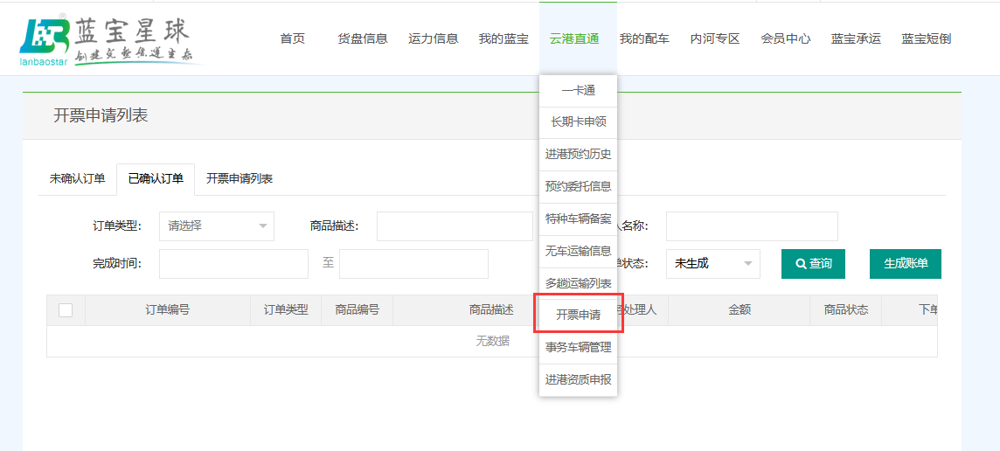 蓝宝星球
创建完整保道生态
lanbaostar
首页 货盘信息 运力信息 我的蓝宝 云港直通 我的配车 内河专区 会员中心 蓝宝承运 蓝宝短倒
一卡通
长期卡申领
进港预约历史
预约委托信息
特种车辆备案
无车运输信息
多趟运输列表
开票申请
事务车辆管理
进港资质申报
开票申请列表
未确认订单 已确认订单 开票申请列表
订单类型: 请选择 商品描述: 人名称:
完成时间: 至 单状态: 未生成 查询 生成账单
订单编号 订单类型 商品编号 商品描述 处理人 金额 商品状态 下单
无数据